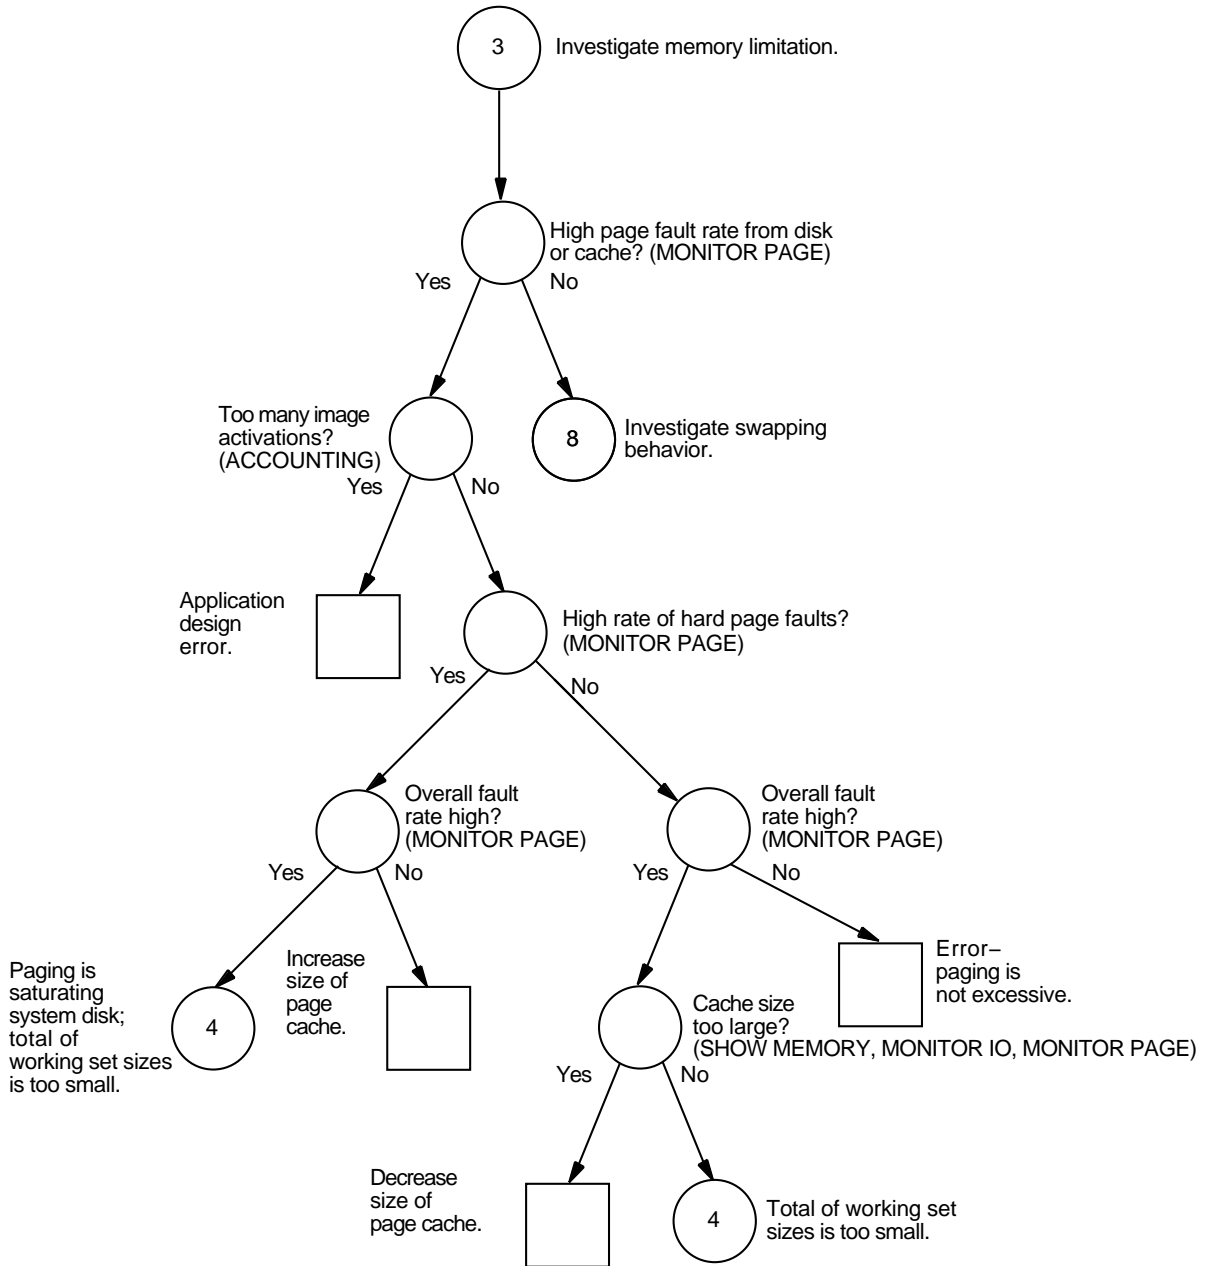 3
Investigate memory limitation.
High page fault rate from disk
or cache? (MONITOR PAGE)
Yes
No
Too many image
activations?
(ACCOUNTING)
Yes
No
8
Investigate swapping
behavior.
Application
design
error.
High rate of hard page faults?
(MONITOR PAGE)
Yes
No
Overall fault
rate high?
(MONITOR PAGE)
Yes
No
Overall fault
rate high?
(MONITOR PAGE)
Yes
No
Paging is
saturating
system disk;
total of
working set sizes
is too small.
4
Increase
size of
page
cache.
Error–
paging is
not excessive.
Cache size
too large?
(SHOW MEMORY, MONITOR IO, MONITOR PAGE)
Yes
No
Decrease
size of
page cache.
4
Total of working set
sizes is too small.